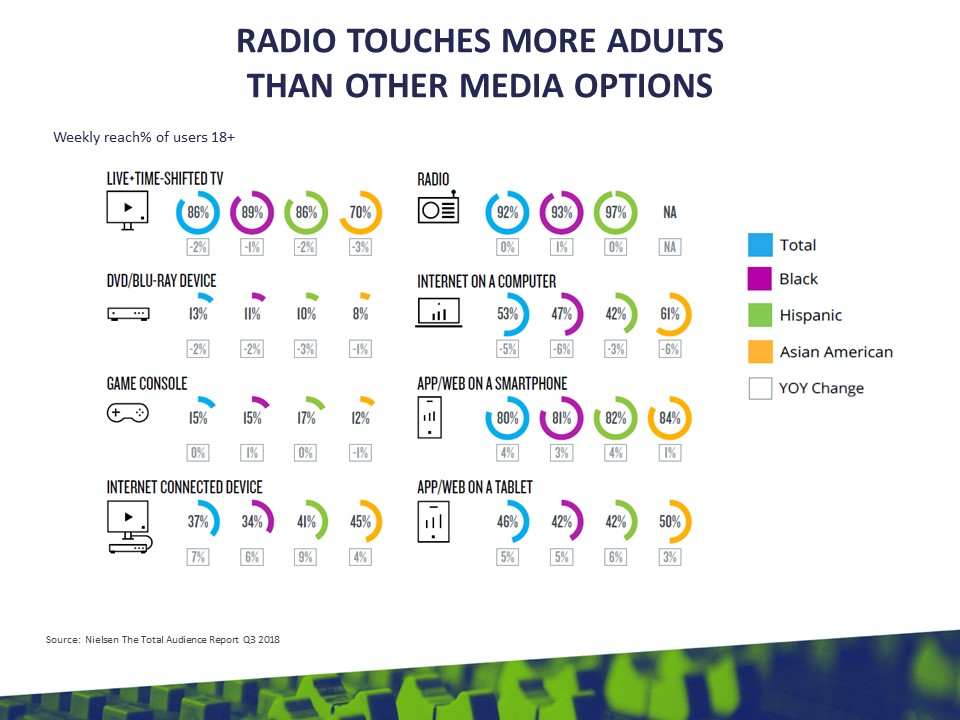 RADIO TOUCHES MORE ADULTS
THAN OTHER MEDIA OPTIONS
Weekly reach% of users 18+
LIVE+TIME-SHIFTED TV
86% 89% 86% 70%
-2% -1% -2% -3%
RADIO
92% 93% 97% NA
0% 1% 0% NA
DVD/BLU-RAY DEVICE
13% 11% 10% 8%
-2% -2% -3% -1%
INTERNET ON A COMPUTER
53% 47% 42% 61%
-5% -6% -3% -6%
GAME CONSOLE
15% 15% 17% 12%
0% 1% 0% -1%
APP/WEB ON A SMARTPHONE
80% 81% 82% 84%
4% 3% 4% 1%
INTERNET CONNECTED DEVICE
37% 34% 41% 45%
7% 6% 9% 4%
APP/WEB ON A TABLET
46% 42% 42% 50%
5% 5% 6% 3%
Total
Black
Hispanic
Asian American
YOY Change
Source: Nielsen The Total Audience Report Q3 2018